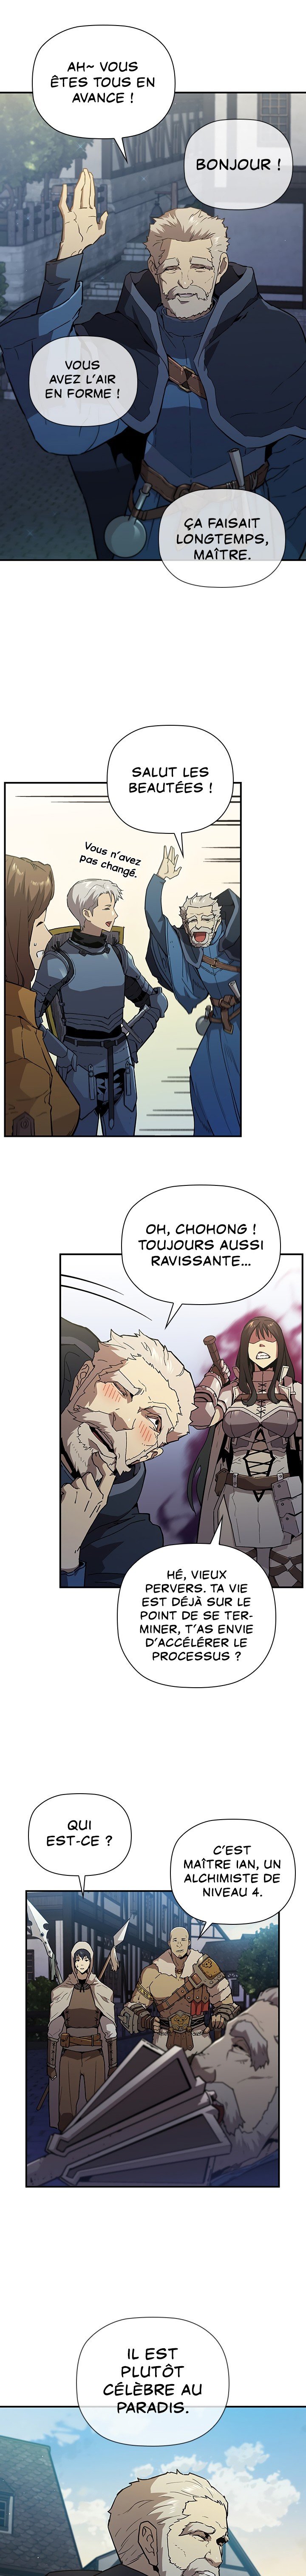 AH~ VOUS
ÊTES TOUS EN
AVANCE !
BONJOUR !
VOUS
AVEZ L'AIR
EN FORME !
ÇA FAISAIT
LONGTEMPS,
MAÎTRE.
SALUT LES
BEAUTÉES !
Vous n'avez
pas changé.
OH, CHOHONG !
TOUJOURS AUSSI
RAVISSANTE...
HÉ, VIEUX
PERVERS. TA VIE
EST DÉJÀ SUR LE
POINT DE SE TER-
MINER, T'AS ENVIE
D'ACCÉLÉRER LE
PROCESSUS ?
QUI
EST-CE ?
C'EST
MAÎTRE IAN, UN
ALCHIMISTE DE
NIVEAU 4.
IL EST
PLUTÔT
CÉLÈBRE AU
PARADIS.